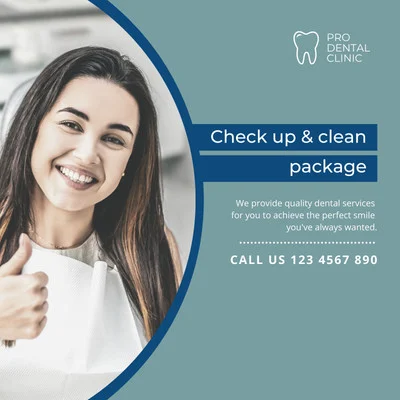 PRO
DENTAL
CLINIC
Check up & clean
package
We provide quality dental services
for you to achieve the perfect smile
you've always wanted.
CALL US 123 4567 890